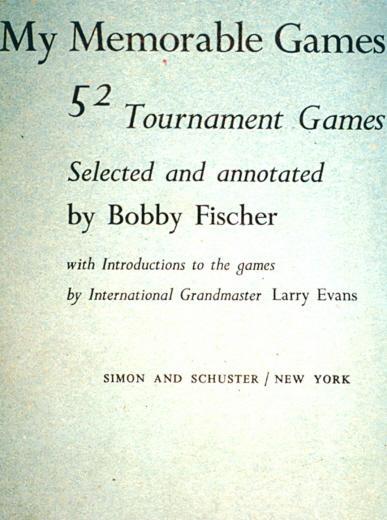 My Memorable Games
52 Tournament Games
Selected and annotated
by Bobby Fischer
with Introductions to the games
by International Grandmaster Larry Evans
SIMON AND SCHUSTER / NEW YORK